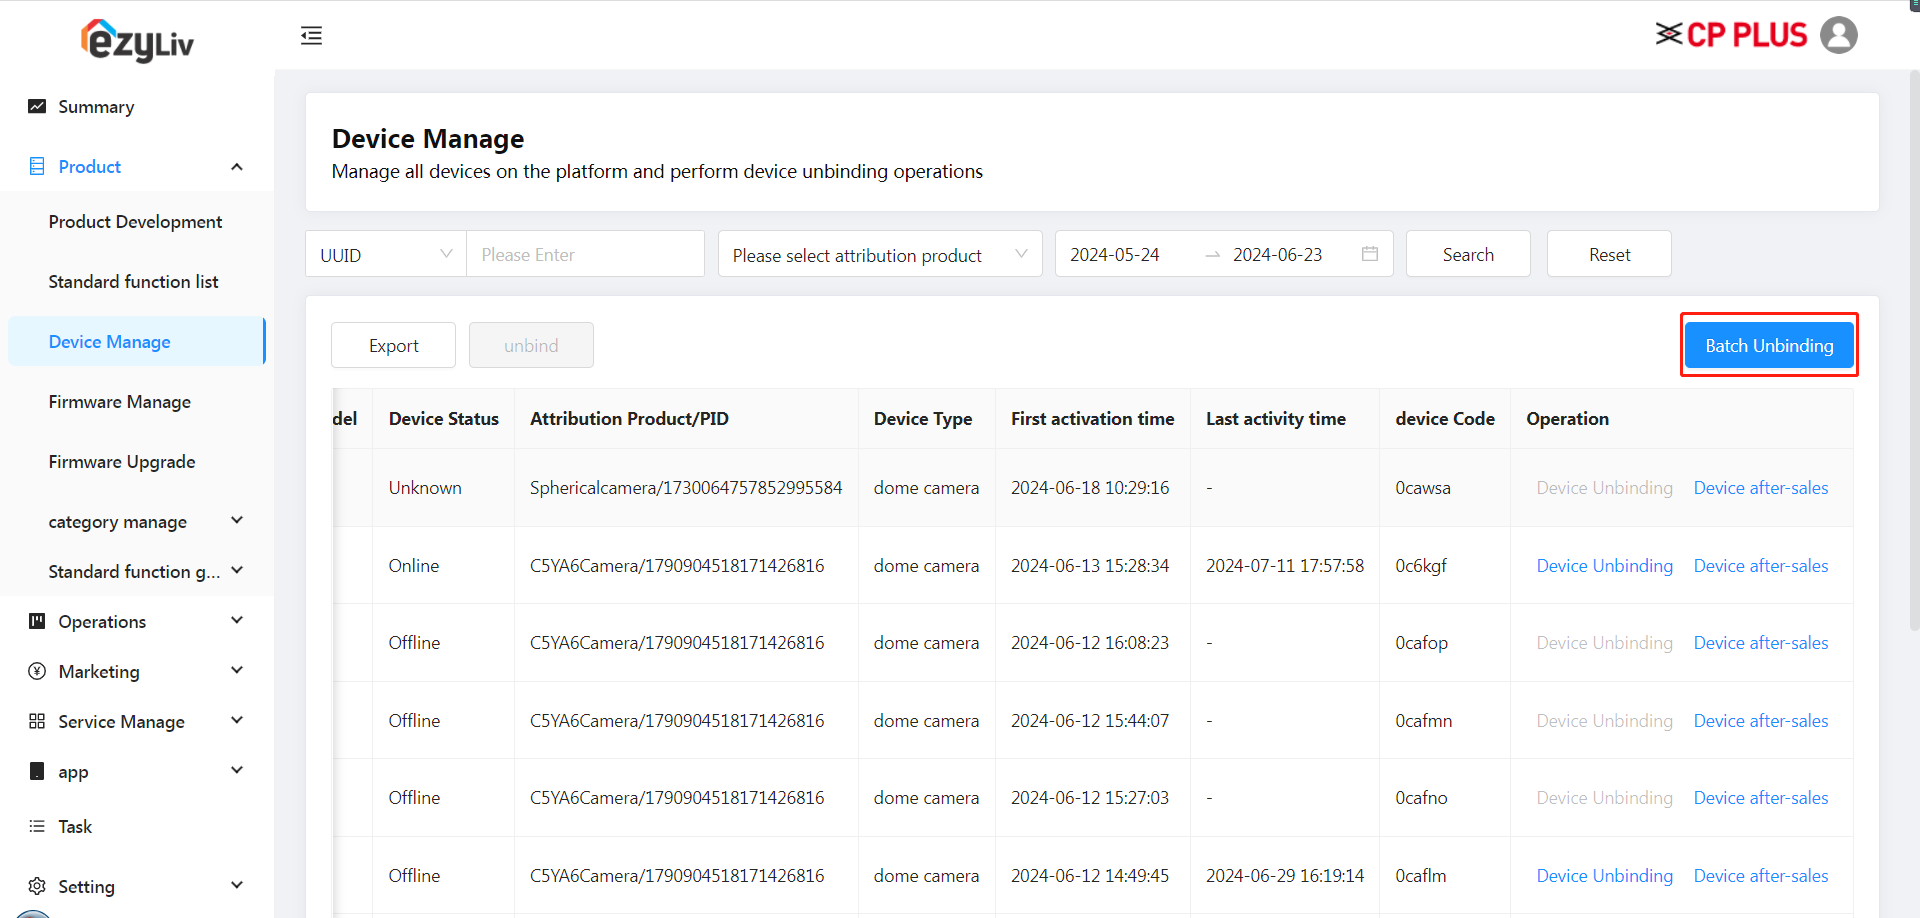 ezyLiv
CP PLUS
Summary
Product
Product Development
Standard function list
Device Manage
Firmware Manage
Firmware Upgrade
category manage
Standard function g...
Operations
Marketing
Service Manage
app
Task
Setting
Device Manage
Manage all devices on the platform and perform device unbinding operations
UUID Please Enter Please select attribution product 2024-05-24 → 2024-06-23 Search Reset
Export unbind Batch Unbinding
del Device Status Attribution Product/PID Device Type First activation time Last activity time device Code Operation
Unknown Sphericalcamera/1730064757852995584 dome camera 2024-06-18 10:29:16 - 0cawsa Device Unbinding Device after-sales
Online C5YA6Camera/1790904518171426816 dome camera 2024-06-13 15:28:34 2024-07-11 17:57:58 0c6kgf Device Unbinding Device after-sales
Offline C5YA6Camera/1790904518171426816 dome camera 2024-06-12 16:08:23 - 0cafop Device Unbinding Device after-sales
Offline C5YA6Camera/1790904518171426816 dome camera 2024-06-12 15:44:07 - 0cafmn Device Unbinding Device after-sales
Offline C5YA6Camera/1790904518171426816 dome camera 2024-06-12 15:27:03 - 0cafno Device Unbinding Device after-sales
Offline C5YA6Camera/1790904518171426816 dome camera 2024-06-12 14:49:45 2024-06-29 16:19:14 0caflm Device Unbinding Device after-sales